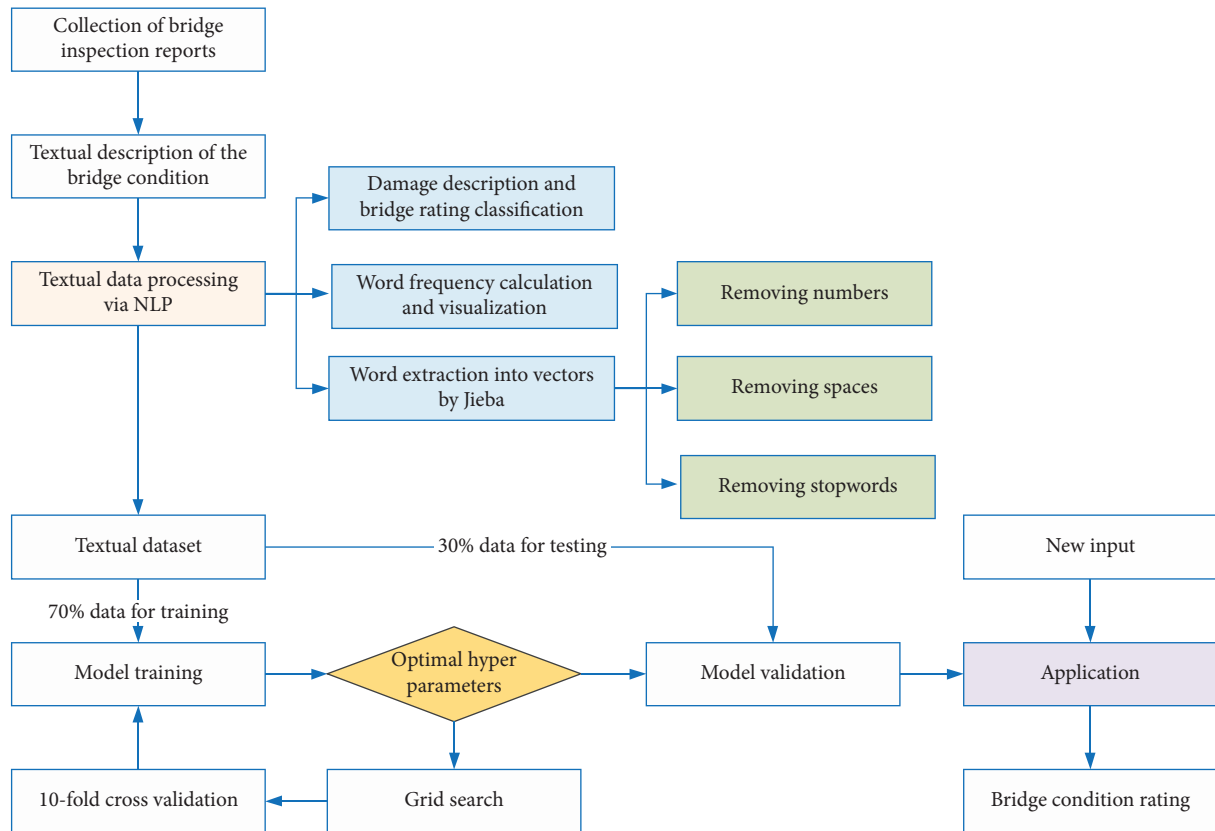 Collection of bridge
inspection reports
Textual description of the
bridge condition
Damage description and
bridge rating classification
Textual data processing
via NLP
Word frequency calculation
and visualization
Removing numbers
Word extraction into vectors
by Jieba
Removing spaces
Removing stopwords
Textual dataset
30% data for testing
New input
70% data for training
Model training
Optimal hyper
parameters
Model validation
Application
10-fold cross validation
Grid search
Bridge condition rating